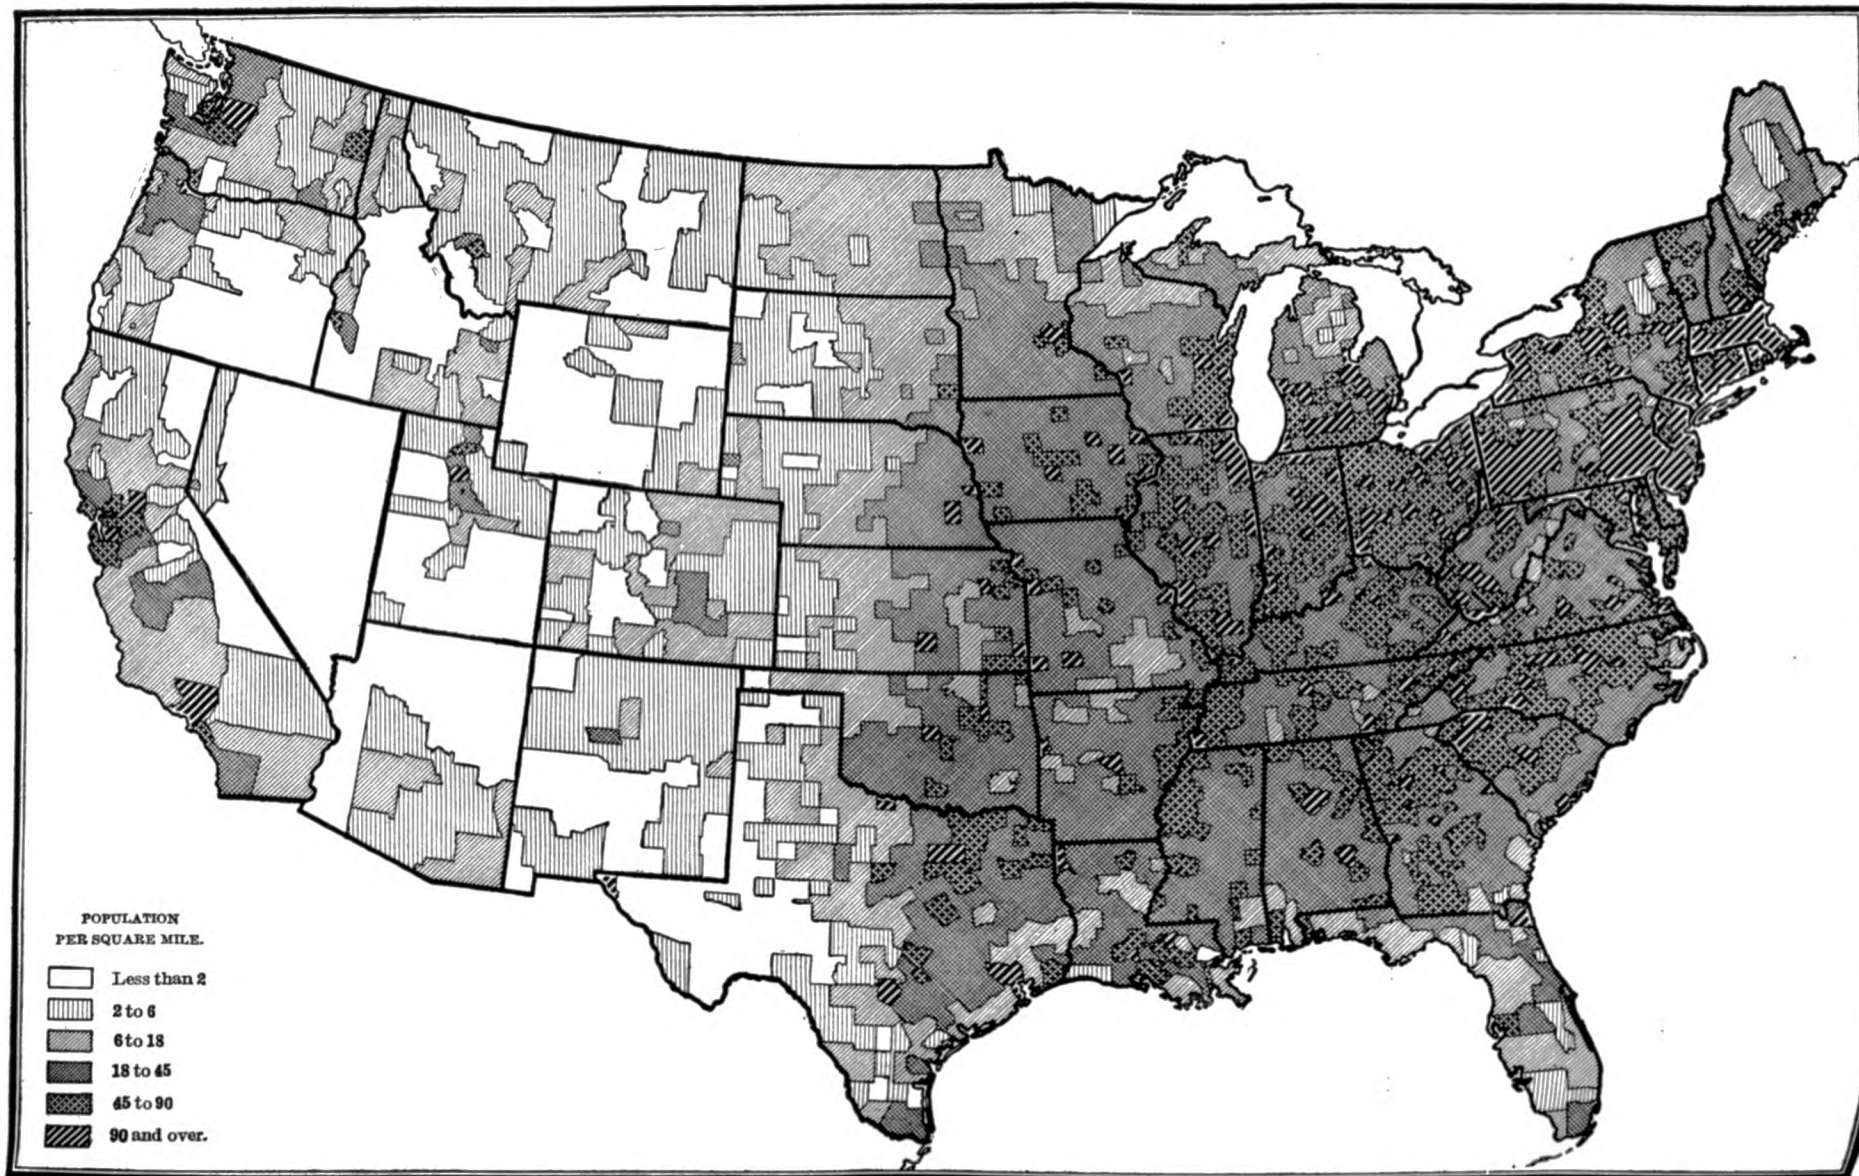 POPULATION
PER SQUARE MILE.
Less than 2
2 to 6
6 to 18
18 to 45
45 to 90
90 and over.